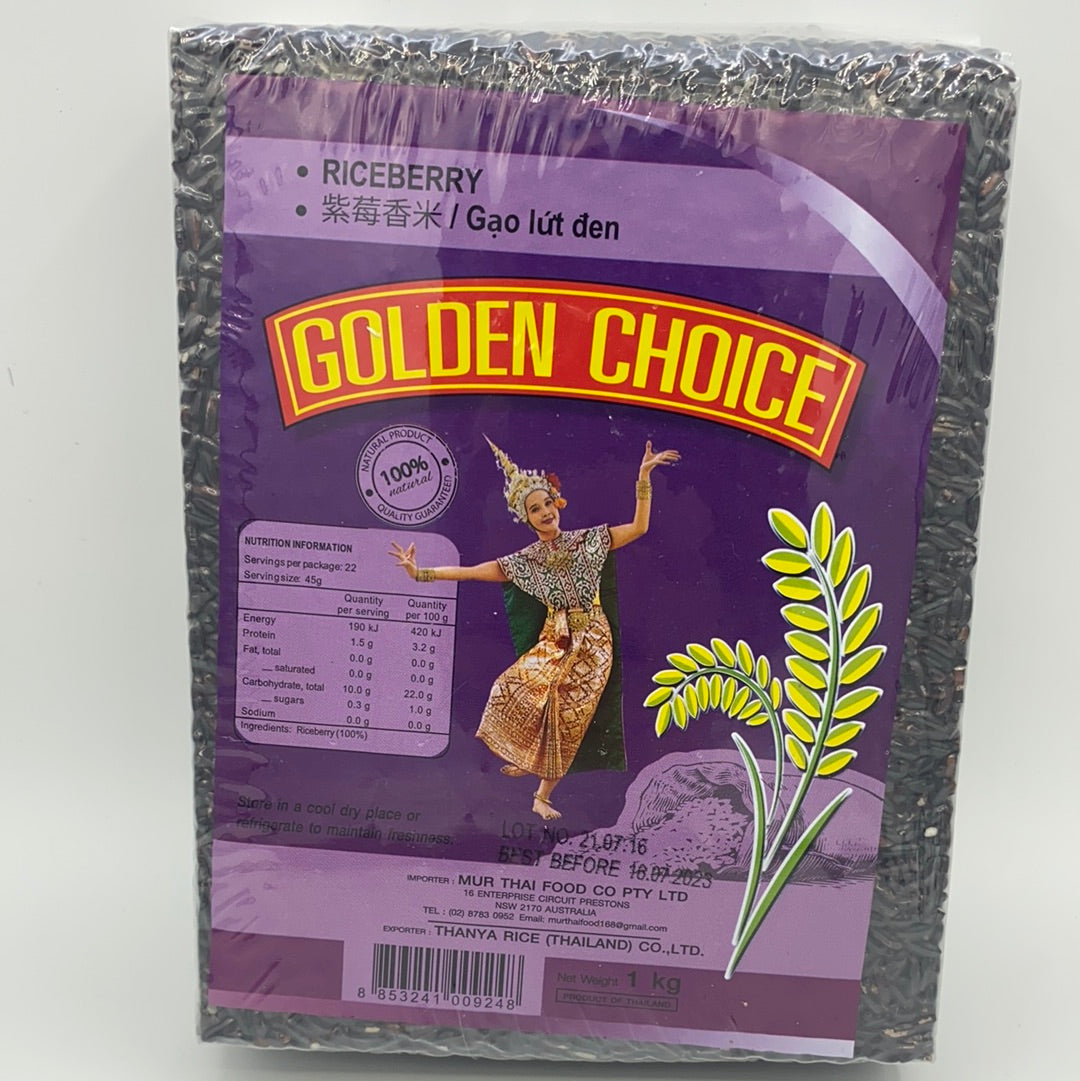 • RICEBERRY
• 紫莓香米 / Gạo lứt đen
GOLDEN CHOICE
NATURAL PRODUCT
100%
natural
QUALITY GUARANTEED
NUTRITION INFORMATION
Servings per package: 22
Serving size: 45g
Quantity per serving Quantity per 100 g
Energy 190 kJ 420 kJ
Protein 1.5 g 3.2 g
Fat, total 0.0 g 0.0 g
__ saturated 0.0 g 0.0 g
Carbohydrate, total 10.0 g 22.0 g
__ sugars 0.3 g 1.0 g
Sodium 0.0 g 0.0 g
Ingredients: Riceberry (100%)
Store in a cool dry place or
refrigerate to maintain freshness.
LOT NO. 21.07.16
BEST BEFORE 16.07.2023
IMPORTER : MUR THAI FOOD CO PTY LTD
16 ENTERPRISE CIRCUIT PRESTONS
NSW 2170 AUSTRALIA
TEL : (02) 8783 0952 Email: murthaifood168@gmail.com
EXPORTER : THANYA RICE (THAILAND) CO.,LTD.
8 853241 009248
Net Weight 1 kg
PRODUCT OF THAILAND